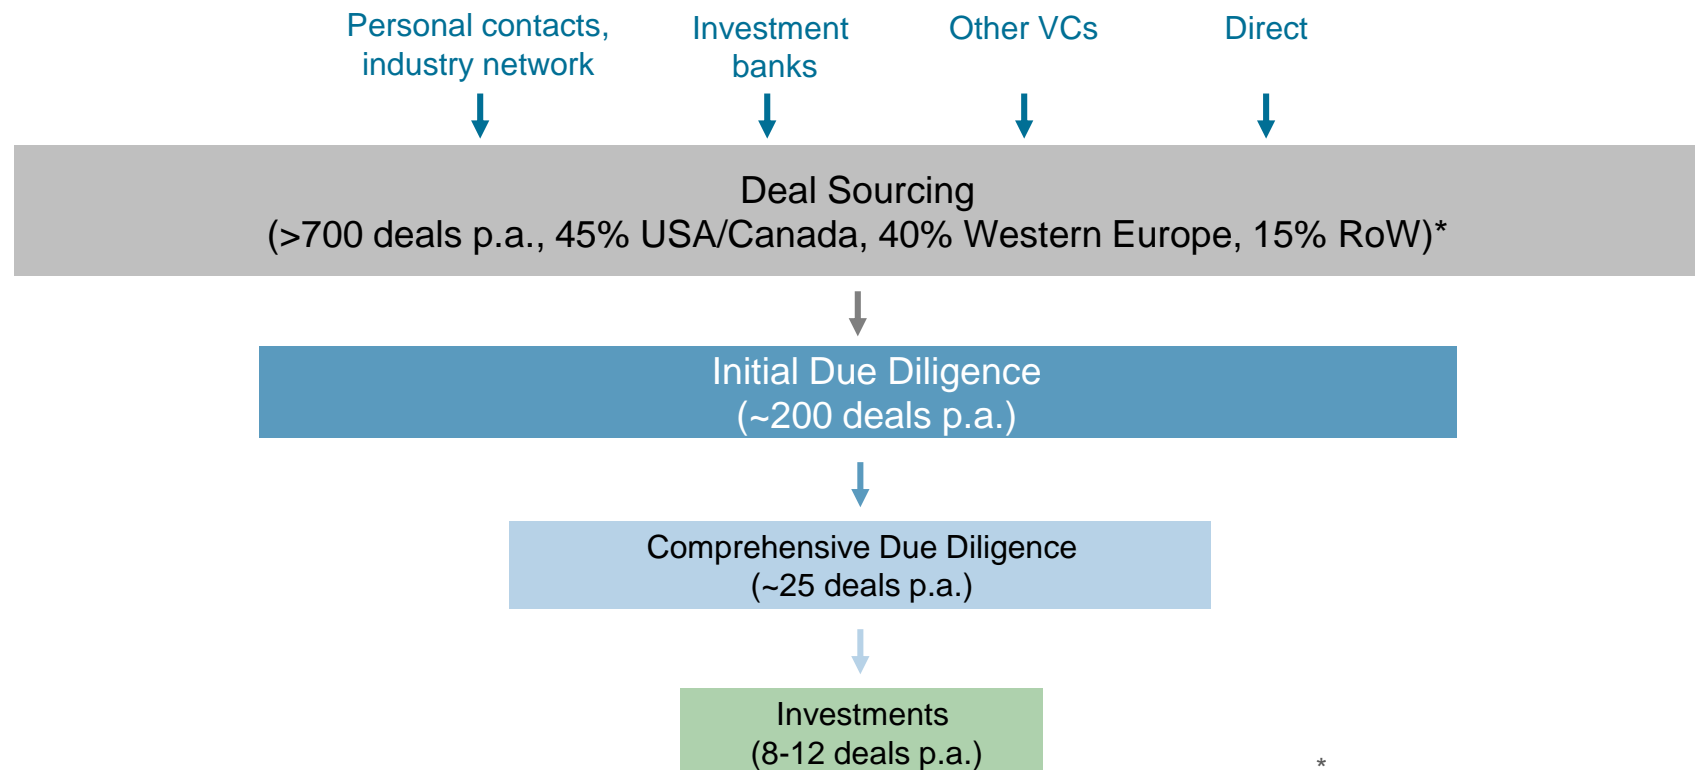 Personal contacts,
industry network
Investment
banks
Other VCs
Direct
Deal Sourcing
(>700 deals p.a., 45% USA/Canada, 40% Western Europe, 15% RoW)*
Initial Due Diligence
(~200 deals p.a.)
Comprehensive Due Diligence
(~25 deals p.a.)
Investments
(8-12 deals p.a.)
*